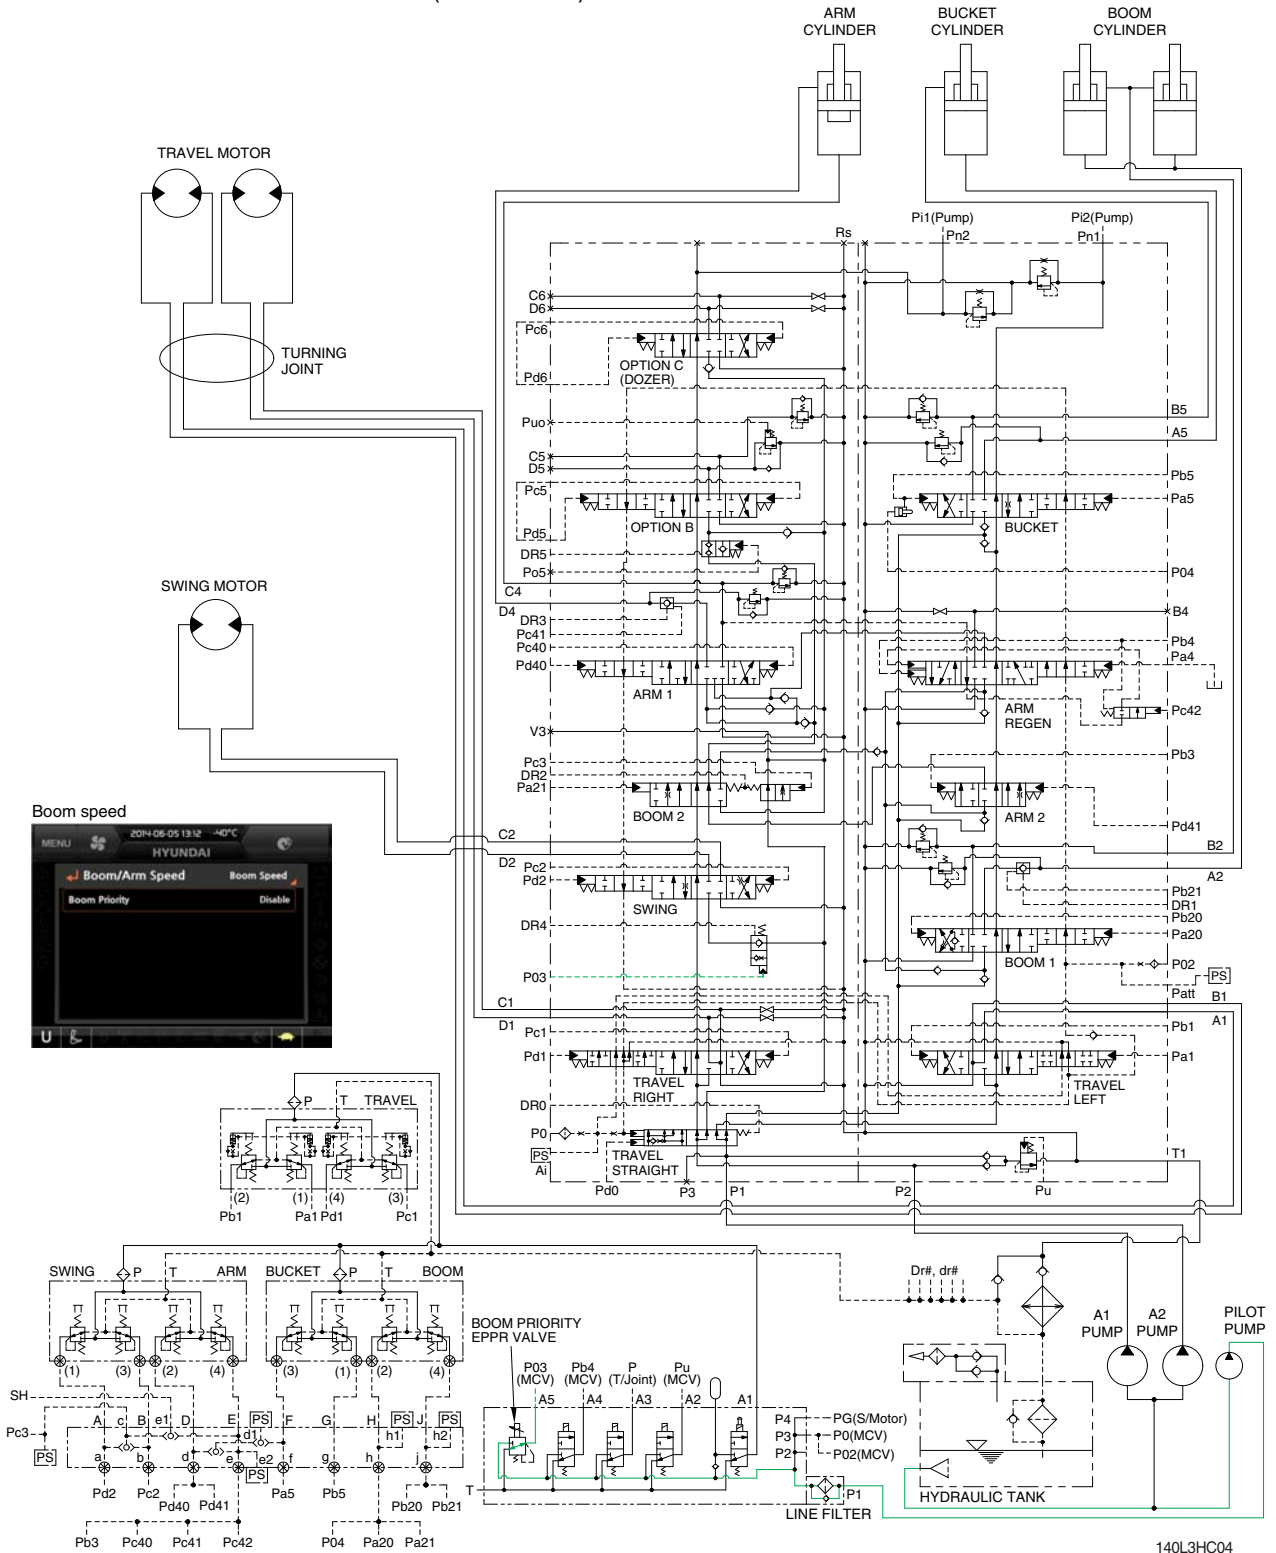 ARM
CYLINDER
BUCKET
CYLINDER
BOOM
CYLINDER
TRAVEL MOTOR
TURNING
JOINT
SWING MOTOR
Pi1(Pump)
Pn2
Pi2(Pump)
Pn1
Rs
C6
D6
Pc6
Pd6
OPTION C
(DOZER)
Puo
C5
D5
Pc5
Pd5
OPTION B
DR5
Po5
C4
D4
DR3
Pc41
Pc40
Pd40
ARM 1
V3
Pc3
DR2
Pa21
BOOM 2
C2
D2
Pc2
Pd2
SWING
DR4
P03
C1
D1
Pc1
Pd1
TRAVEL
RIGHT
DR0
P0
PS
Ai
TRAVEL
STRAIGHT
Pd0
P3
P1
P2
Pu
B5
A5
Pb5
Pa5
BUCKET
P04
B4
Pb4
Pa4
ARM
REGEN
Pc42
Pb3
ARM 2
Pd41
B2
A2
Pb21
DR1
Pb20
Pa20
BOOM 1
P02
PS
Patt
B1
A1
Pb1
Pa1
TRAVEL
LEFT
T1
Boom speed
MENU
2014-06-05 13:12 -40°C
HYUNDAI
Boom/Arm Speed
Boom Speed
Boom Priority
Disable
U
P
T
TRAVEL
(2)
(1)
(4)
(3)
Pb1
Pa1
Pd1
Pc1
SWING
P
T
ARM
BUCKET
P
T
BOOM
(1)
(3)
(2)
(4)
(3)
(1)
(2)
(4)
SH
Pc3
PS
A
c
B
e1
D
E
PS
d1
F
G
H
PS
h1
J
PS
h2
a
b
d
e
PS
e2
f
g
h
j
Pd2
Pc2
Pd40
Pd41
Pa5
Pb5
Pb20
Pb21
Pb3
Pc40
Pc41
Pc42
P04
Pa20
Pa21
BOOM PRIORITY
EPPR VALVE
P03
(MCV)
A5
Pb4
(MCV)
A4
P
(T/Joint)
A3
Pu
(MCV)
A2
A1
T
P4
PG(S/Motor)
P3
P0(MCV)
P2
P02(MCV)
P1
LINE FILTER
Dr#, dr#
HYDRAULIC TANK
A1
PUMP
A2
PUMP
PILOT
PUMP
140L3HC04